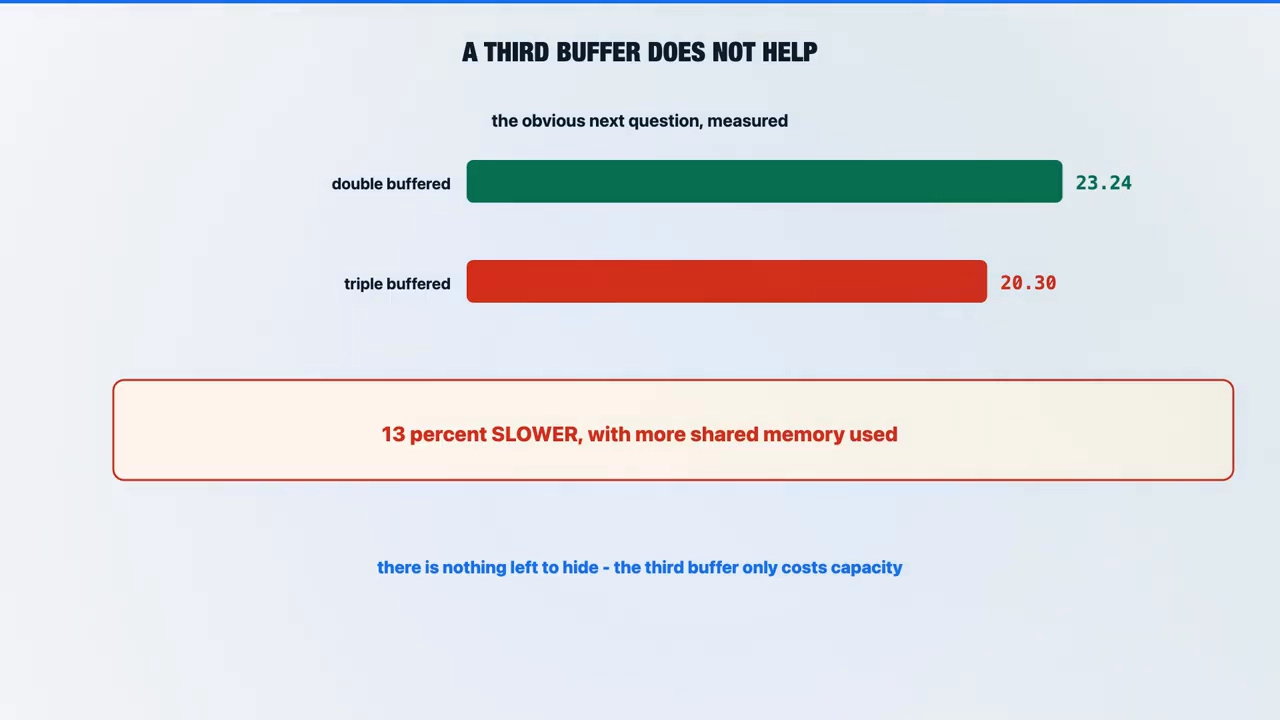 A THIRD BUFFER DOES NOT HELP
the obvious next question, measured
double buffered 23.24
triple buffered 20.30
13 percent SLOWER, with more shared memory used
there is nothing left to hide - the third buffer only costs capacity